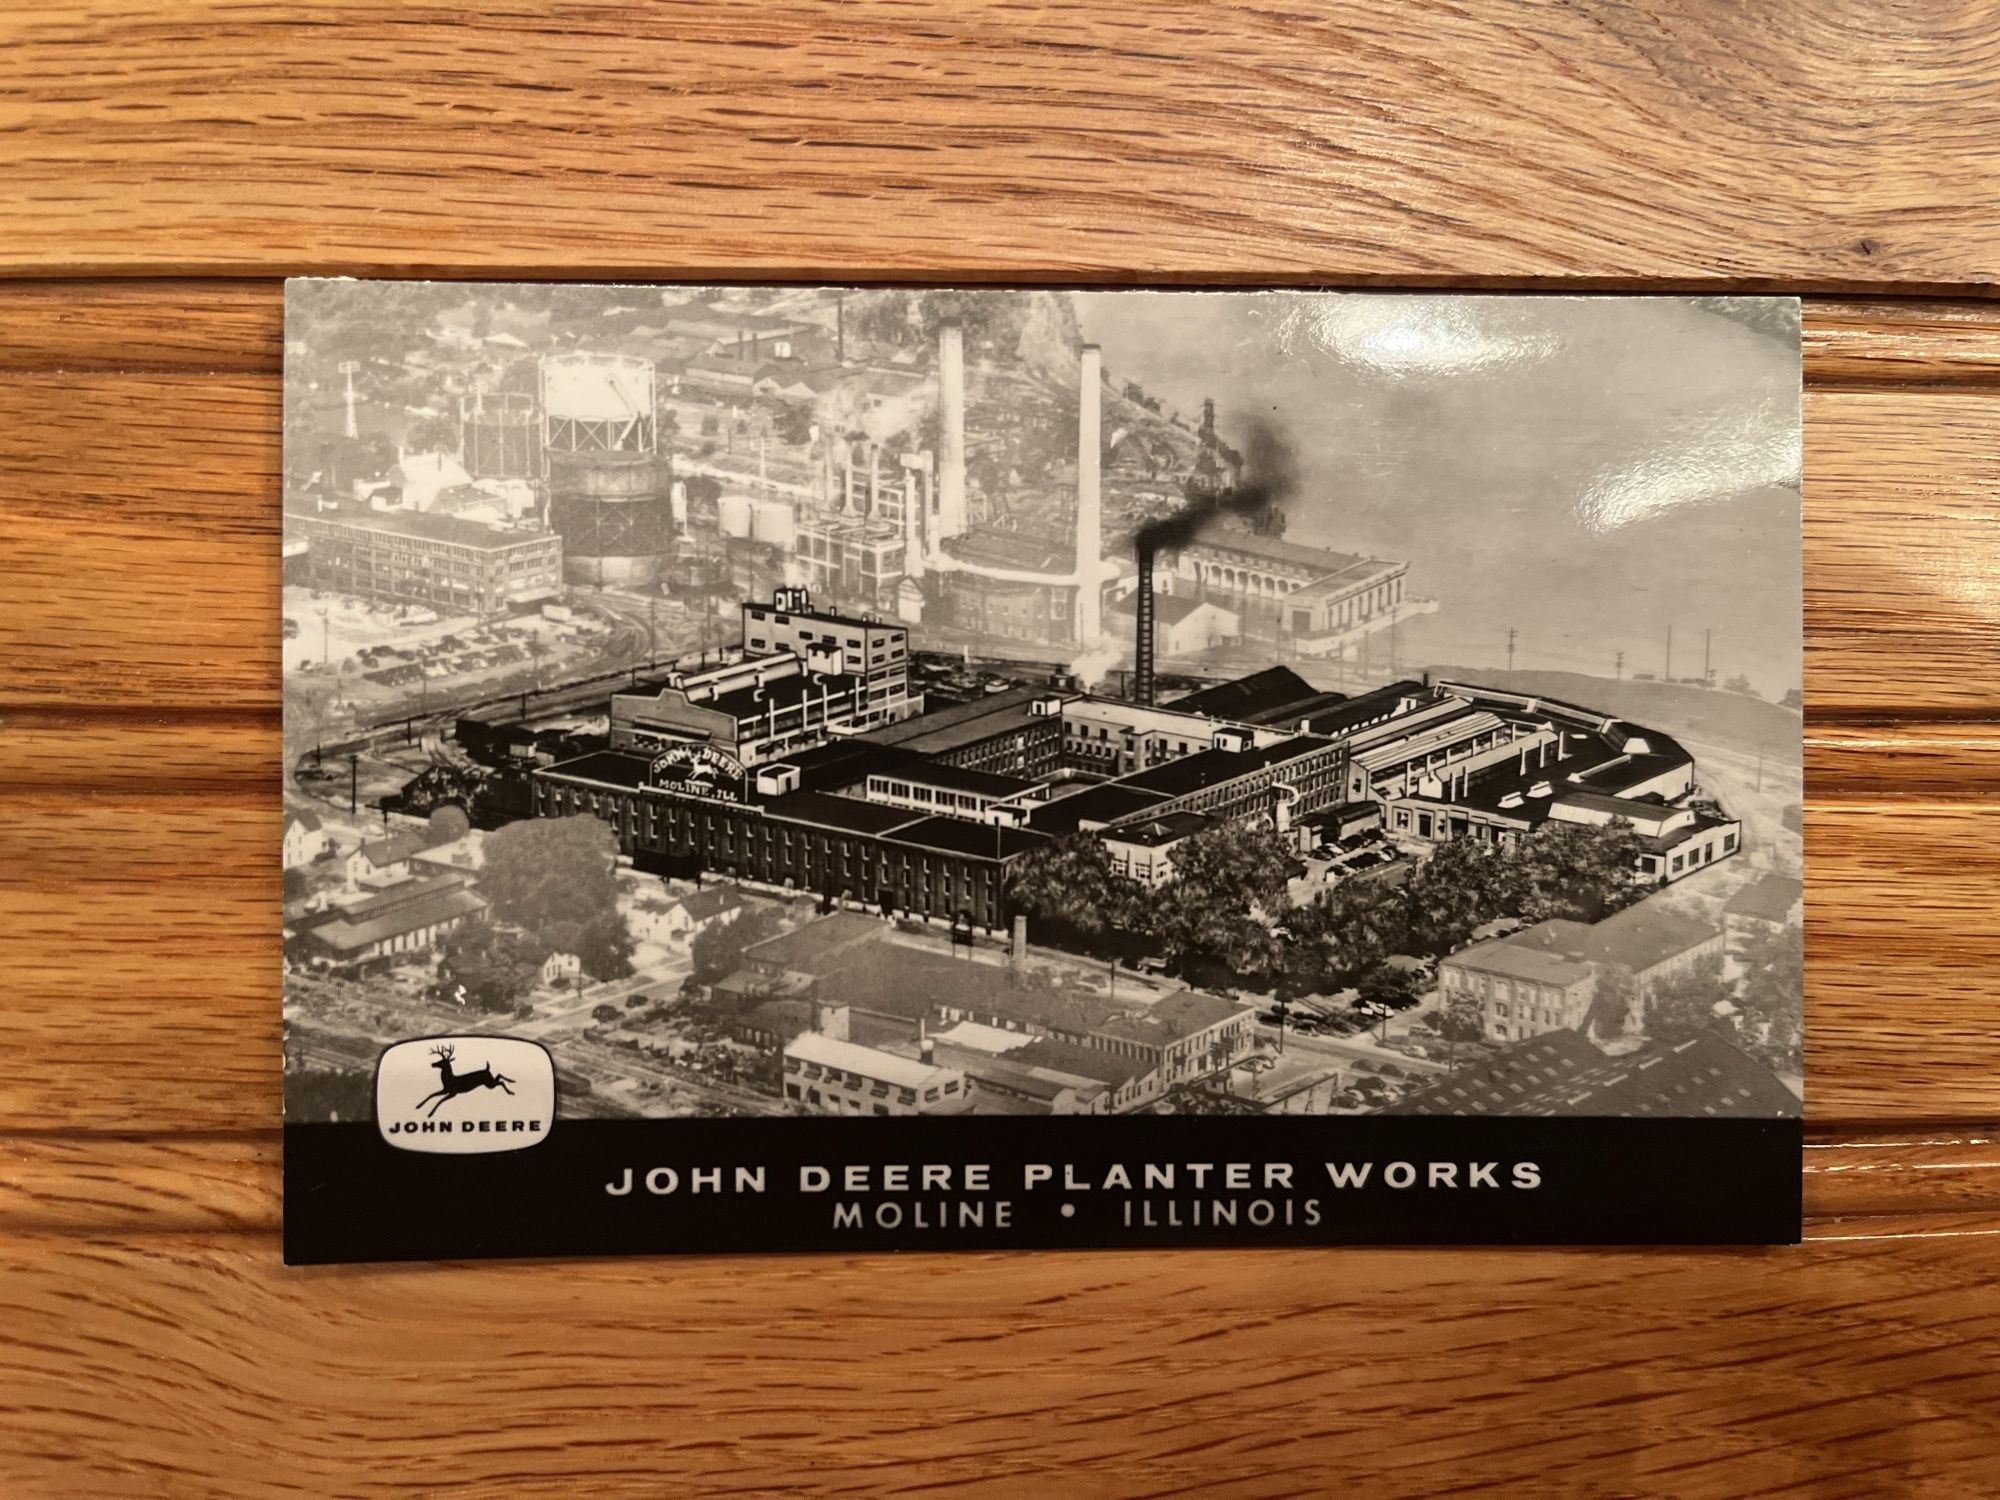 JOHN DEERE
MOLINE, ILL
JOHN DEERE
JOHN DEERE PLANTER WORKS
MOLINE • ILLINOIS